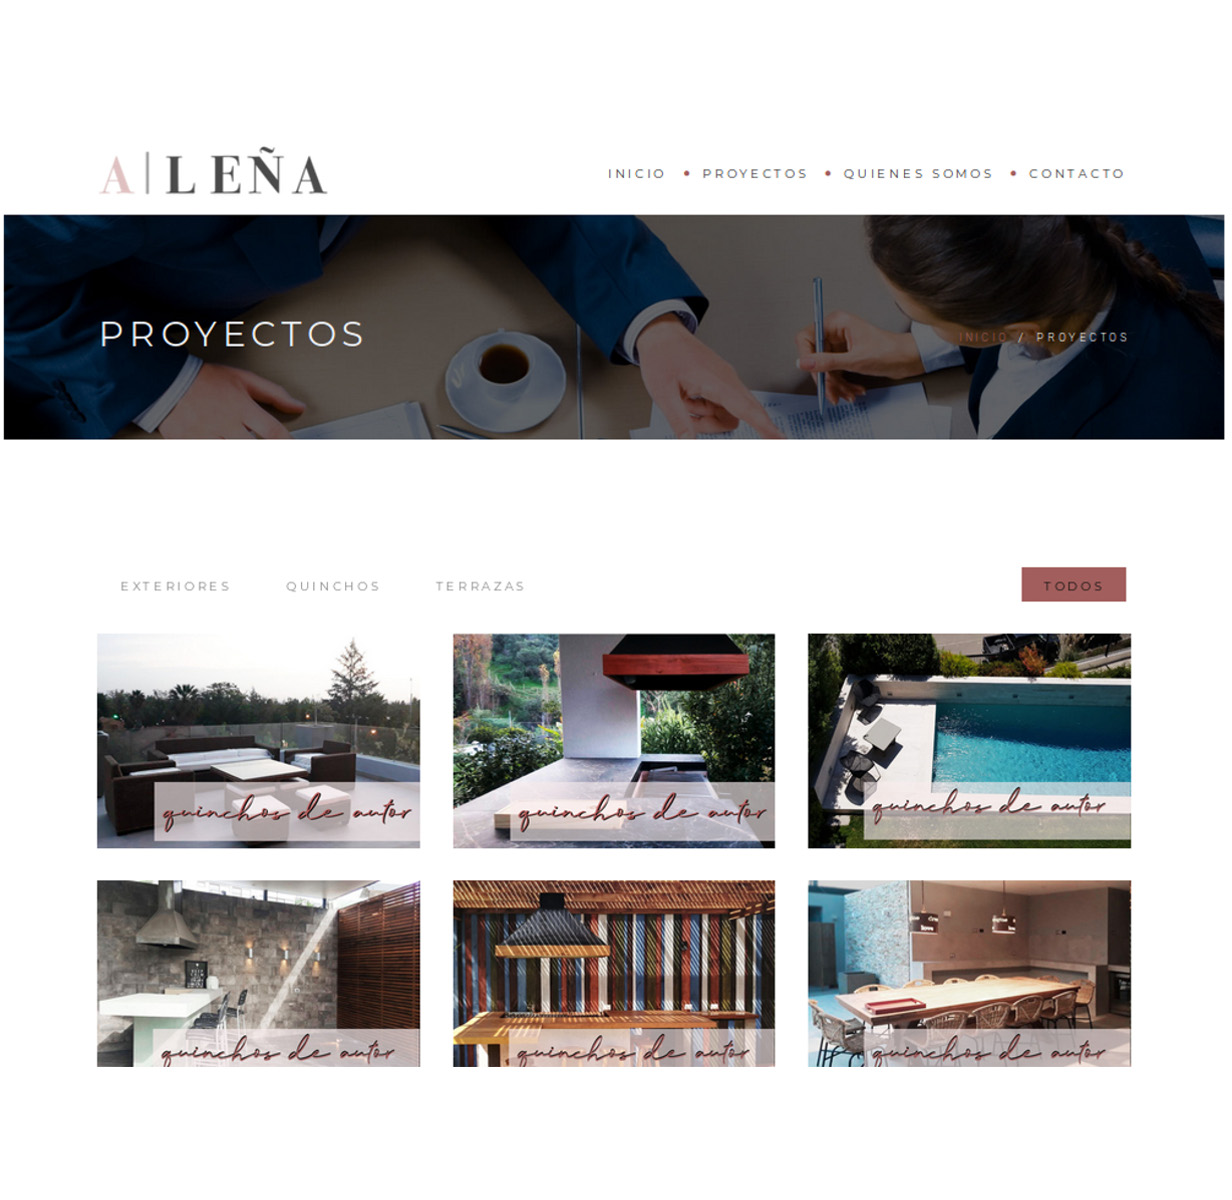 A|LEÑA
INICIO • PROYECTOS • QUIENES SOMOS • CONTACTO
PROYECTOS
INICIO / PROYECTOS
EXTERIORES QUINCHOS TERRAZAS TODOS
quinchos de autor
quinchos de autor
quinchos de autor
quinchos de autor
quinchos de autor
quinchos de autor